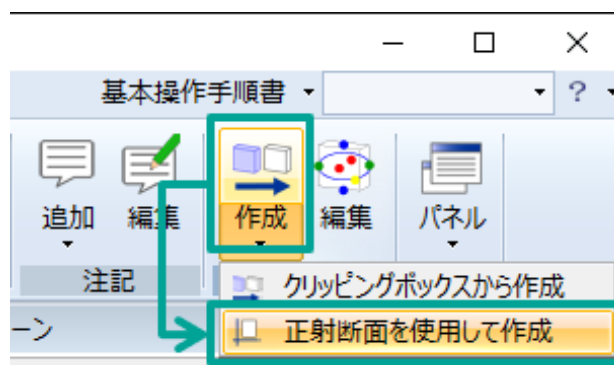 基本操作手順書
?
追加 編集 作成 編集 パネル
注記
クリッピングボックスから作成
ーン
正射断面を使用して作成